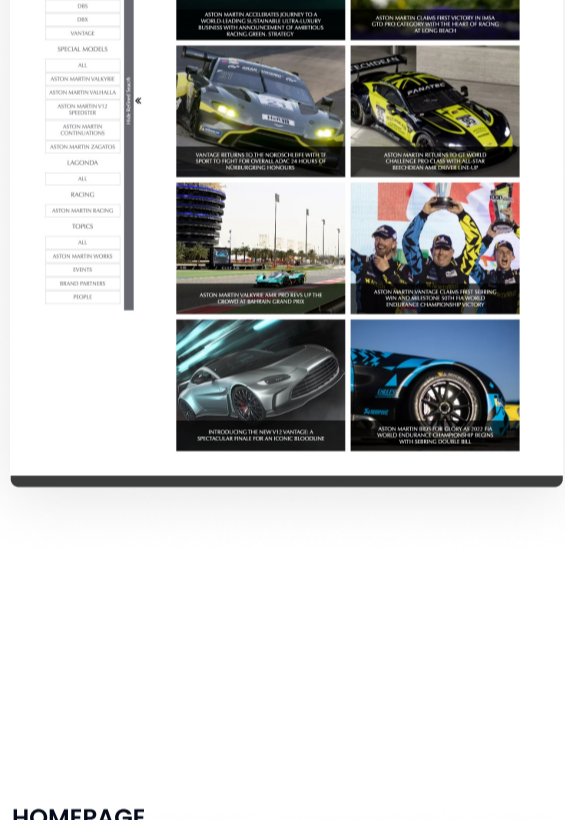 DBS
DBX
VANTAGE
SPECIAL MODELS
ALL
ASTON MARTIN VALKYRIE
ASTON MARTIN VALHALLA
ASTON MARTIN V12
SPEEDSTER
ASTON MARTIN
CONTINUATIONS
ASTON MARTIN ZAGATOS
LAGONDA
ALL
RACING
ASTON MARTIN RACING
TOPICS
ALL
ASTON MARTIN WORKS
EVENTS
BRAND PARTNERS
PEOPLE
Hide Refined Search
ASTON MARTIN ACCELERATES JOURNEY TO A
WORLD-LEADING SUSTAINABLE ULTRA-LUXURY
BUSINESS WITH ANNOUNCEMENT OF AMBITIOUS
RACING.GREEN. STRATEGY
ASTON MARTIN CLAIMS FIRST VICTORY IN IMSA
GTD PRO CATEGORY WITH THE HEART OF RACING
AT LONG BEACH
VANTAGE RETURNS TO THE NORDSCHLEIFE WITH TF
SPORT TO FIGHT FOR OVERALL ADAC 24 HOURS OF
NÜRBURGRING HONOURS
FANATEC
ASTON MARTIN RETURNS TO GT WORLD
CHALLENGE PRO CLASS WITH ALL-STAR
BEECHDEAN AMR DRIVER LINE-UP
ASTON MARTIN VALKYRIE AMR PRO REVS UP THE
CROWD AT BAHRAIN GRAND PRIX
ASTON MARTIN VANTAGE CLAIMS FIRST SEBRING
WIN AND MILESTONE 50TH FIA WORLD
ENDURANCE CHAMPIONSHIP VICTORY
INTRODUCING THE NEW V12 VANTAGE: A
SPECTACULAR FINALE FOR AN ICONIC BLOODLINE
ASTON MARTIN BIDS FOR GLORY AS 2022 FIA
WORLD ENDURANCE CHAMPIONSHIP BEGINS
WITH SEBRING DOUBLE BILL
HOMEPAGE